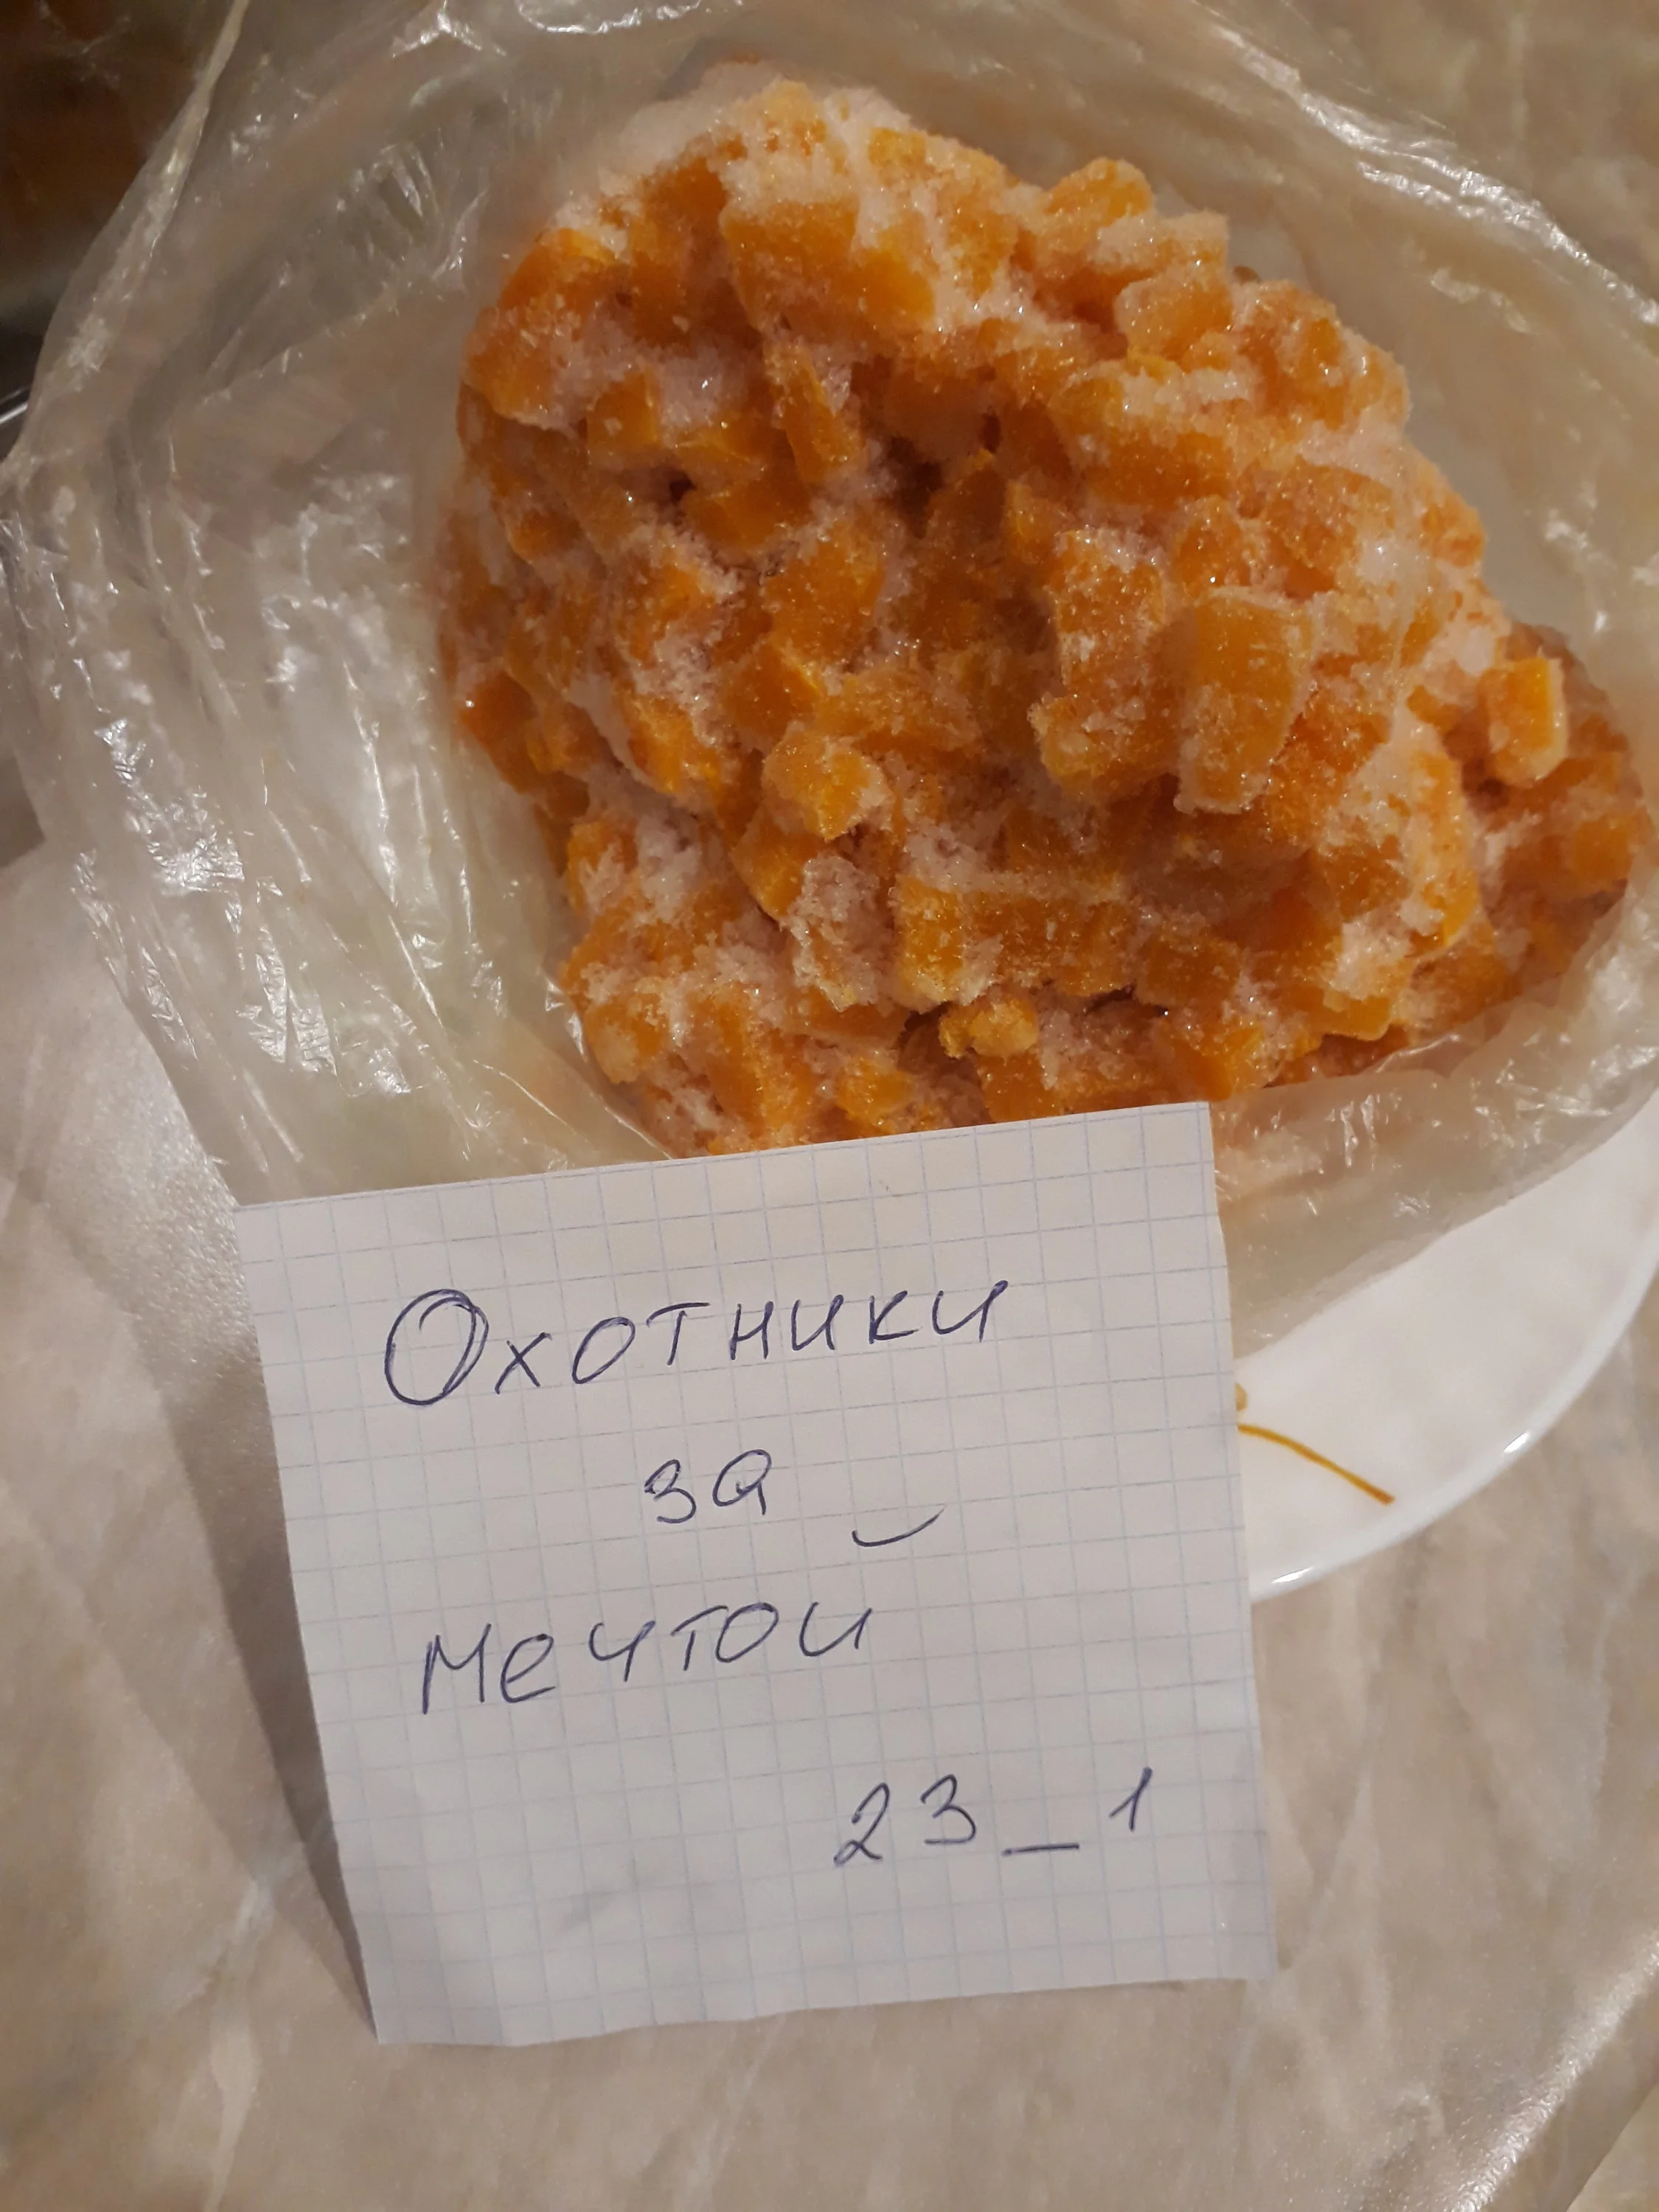 Охотники
за
мечтой
23_1